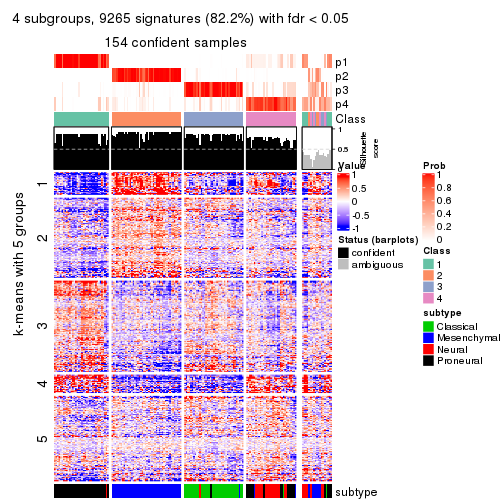 4 subgroups, 9265 signatures (82.2%) with fdr < 0.05
154 confident samples
p1
p2
p3
p4
Class
1
0.5
0
Silhouette
score
k-means with 5 groups
1
2
3
4
5
subtype
Value
1
0.5
0
-0.5
-1
Status (barplots)
confident
ambiguous
Prob
1
0.8
0.6
0.4
0.2
0
Class
1
2
3
4
subtype
Classical
Mesenchymal
Neural
Proneural